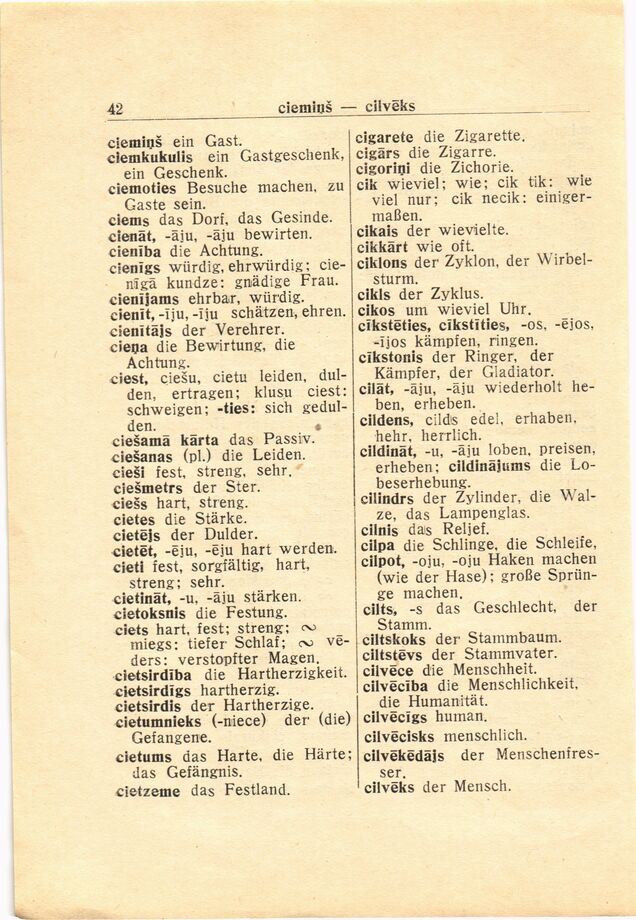 42
ciemiņš — cilvēks
ciemiņš ein Gast.
ciemkukulis ein Gastgeschenk,
ein Geschenk.
ciemoties Besuche machen, zu
Gaste sein.
ciems das Dorf, das Gesinde.
cienāt, -āju, -āju bewirten.
cienība die Achtung.
cienīgs würdig, ehrwürdig; cie-
nīgā kundze: gnädige Frau.
cienījams ehrbar, würdig.
cienīt, -īju, -īju schätzen, ehren.
cienītājs der Verehrer.
cieņa die Bewirtung, die
Achtung.
ciest, ciešu, cietu leiden, dul-
den, ertragen; klusu ciest:
schweigen; -ties: sich gedul-
den.
ciešamā kārta das Passiv.
ciešanas (pl.) die Leiden.
cieši fest, streng, sehr.
ciešmetrs der Ster.
ciešs hart, streng.
cietes die Stärke.
cietējs der Dulder.
cietēt, -ēju, -ēju hart werden.
cieti fest, sorgfältig, hart,
streng; sehr.
cietināt, -u, -āju stärken.
cietoksnis die Festung.
ciets hart, fest; streng; ∾
miegs: tiefer Schlaf; ∾ vē-
ders: verstopfter Magen.
cietsirdība die Hartherzigkeit.
cietsirdīgs hartherzig.
cietsirdis der Hartherzige.
cietumnieks (-niece) der (die)
Gefangene.
cietums das Harte, die Härte;
das Gefängnis.
cietzeme das Festland.
cigarete die Zigarette.
cigārs die Zigarre.
cigoriņi die Zichorie.
cik wieviel; wie; cik tik: wie
viel nur; cik necik: einiger-
maßen.
cikais der wievielte.
cikkārt wie oft.
ciklons der Zyklon, der Wirbel-
sturm.
cikls der Zyklus.
cikos um wieviel Uhr.
cīkstēties, cīkstīties, -os, -ējos,
-ījos kämpfen, ringen.
cīkstonis der Ringer, der
Kämpfer, der Gladiator.
cilāt, -āju, -āju wiederholt he-
ben, erheben.
cildens, cilds edel, erhaben,
hehr, herrlich.
cildināt, -u, -āju loben, preisen,
erheben; cildinājums die Lo-
beserhebung.
cilindrs der Zylinder, die Wal-
ze, das Lampenglas.
cilnis das Reljef.
cilpa die Schlinge, die Schleife.
cilpot, -oju, -oju Haken machen
(wie der Hase); große Sprün-
ge machen.
cilts, -s das Geschlecht, der
Stamm.
ciltskoks der Stammbaum.
ciltstēvs der Stammvater.
cilvēce die Menschheit.
cilvēcība die Menschlichkeit,
die Humanität.
cilvēcīgs human.
cilvēcisks menschlich.
cilvēkēdājs der Menschenfres-
ser.
cilvēks der Mensch.